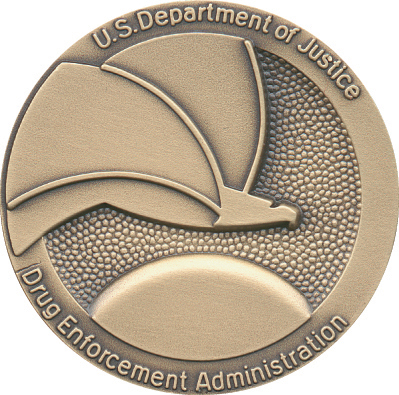 U.S. Department of Justice
Drug Enforcement Administration